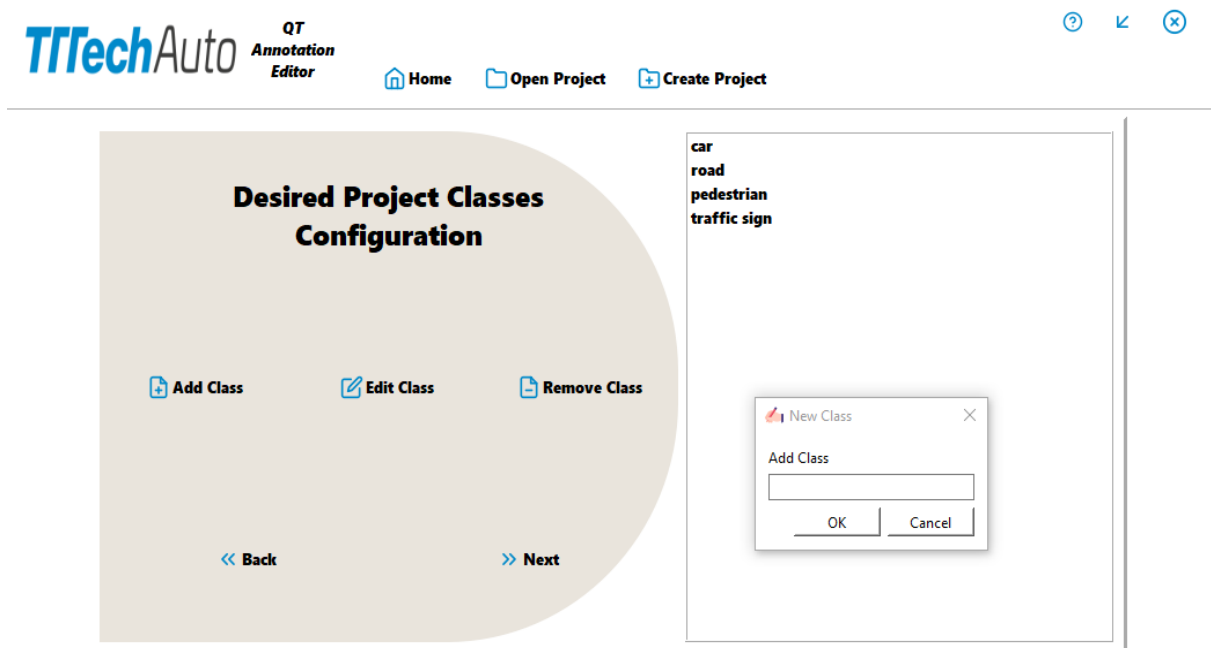 TTTechAuto
QT
Annotation
Editor
Home
Open Project
Create Project
Desired Project Classes
Configuration
Add Class
Edit Class
Remove Class
Back
Next
car
road
pedestrian
traffic sign
New Class
Add Class
OK
Cancel